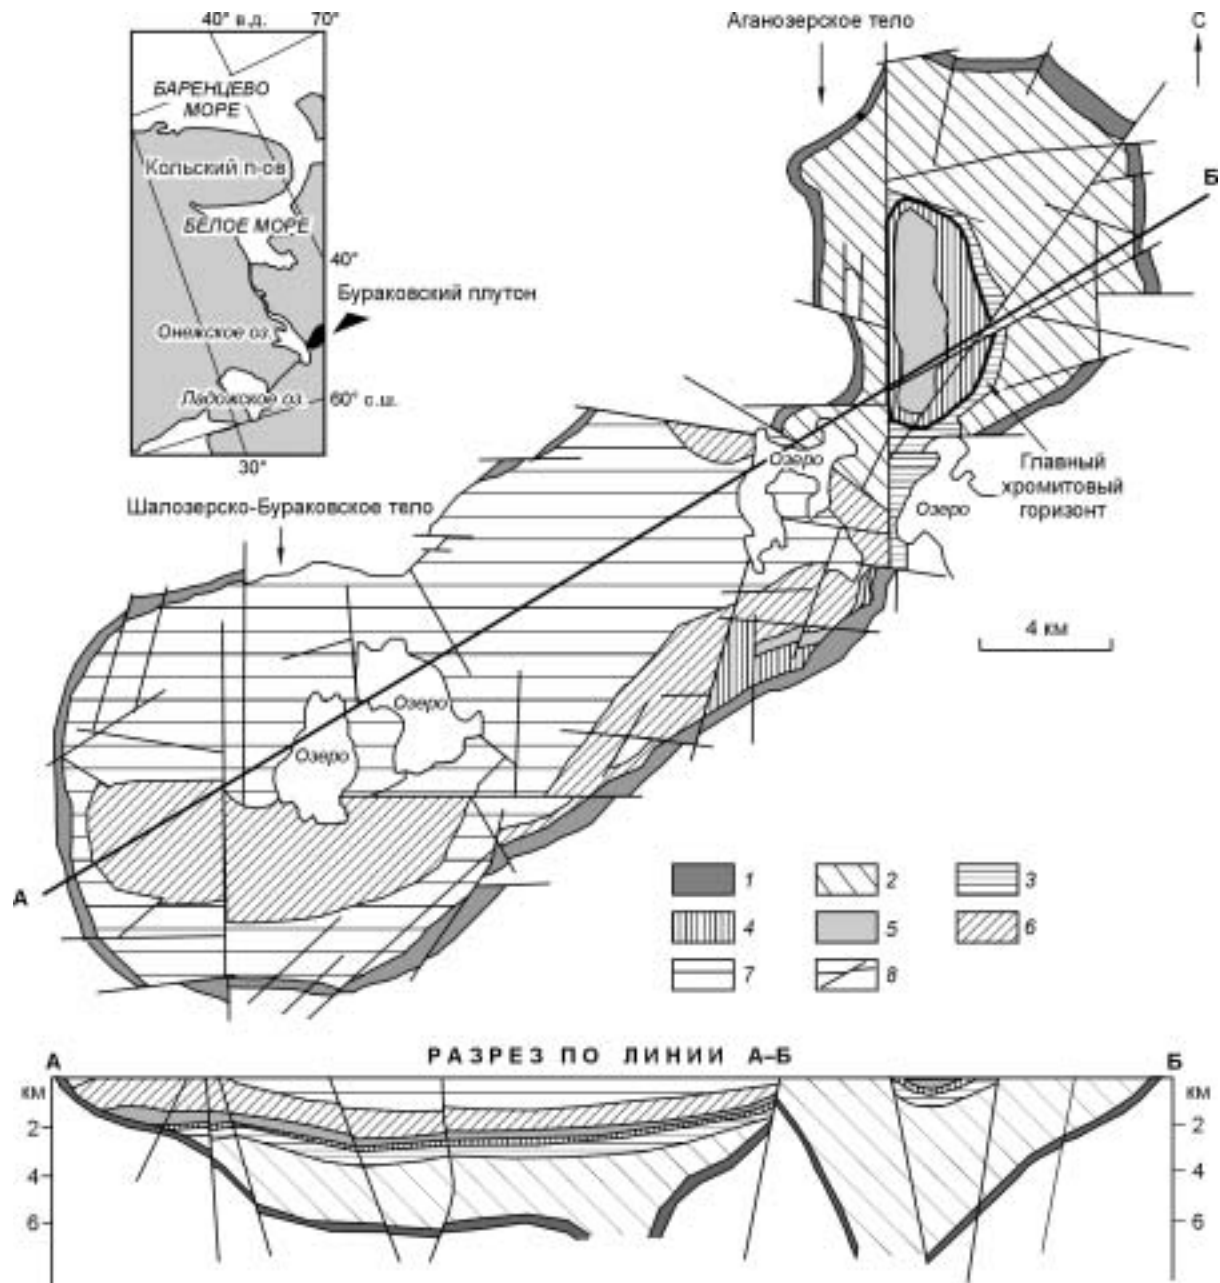 40° в.д. 70°
БАРЕНЦЕВО
МОРЕ
Кольский п-ов
БЕЛОЕ МОРЕ
40°
Бураковский плутон
Онежское оз.
Ладожское оз.
60° с.ш.
30°
Аганозерское тело
С
Б
Озеро
Главный
хромитовый
горизонт
Озеро
Шалозерско-Бураковское тело
4 км
Озеро
Озеро
А
1 2 3
4 5 6
7 8
РАЗРЕЗ ПО ЛИНИИ А–Б
А Б
км км
2 2
4 4
6 6